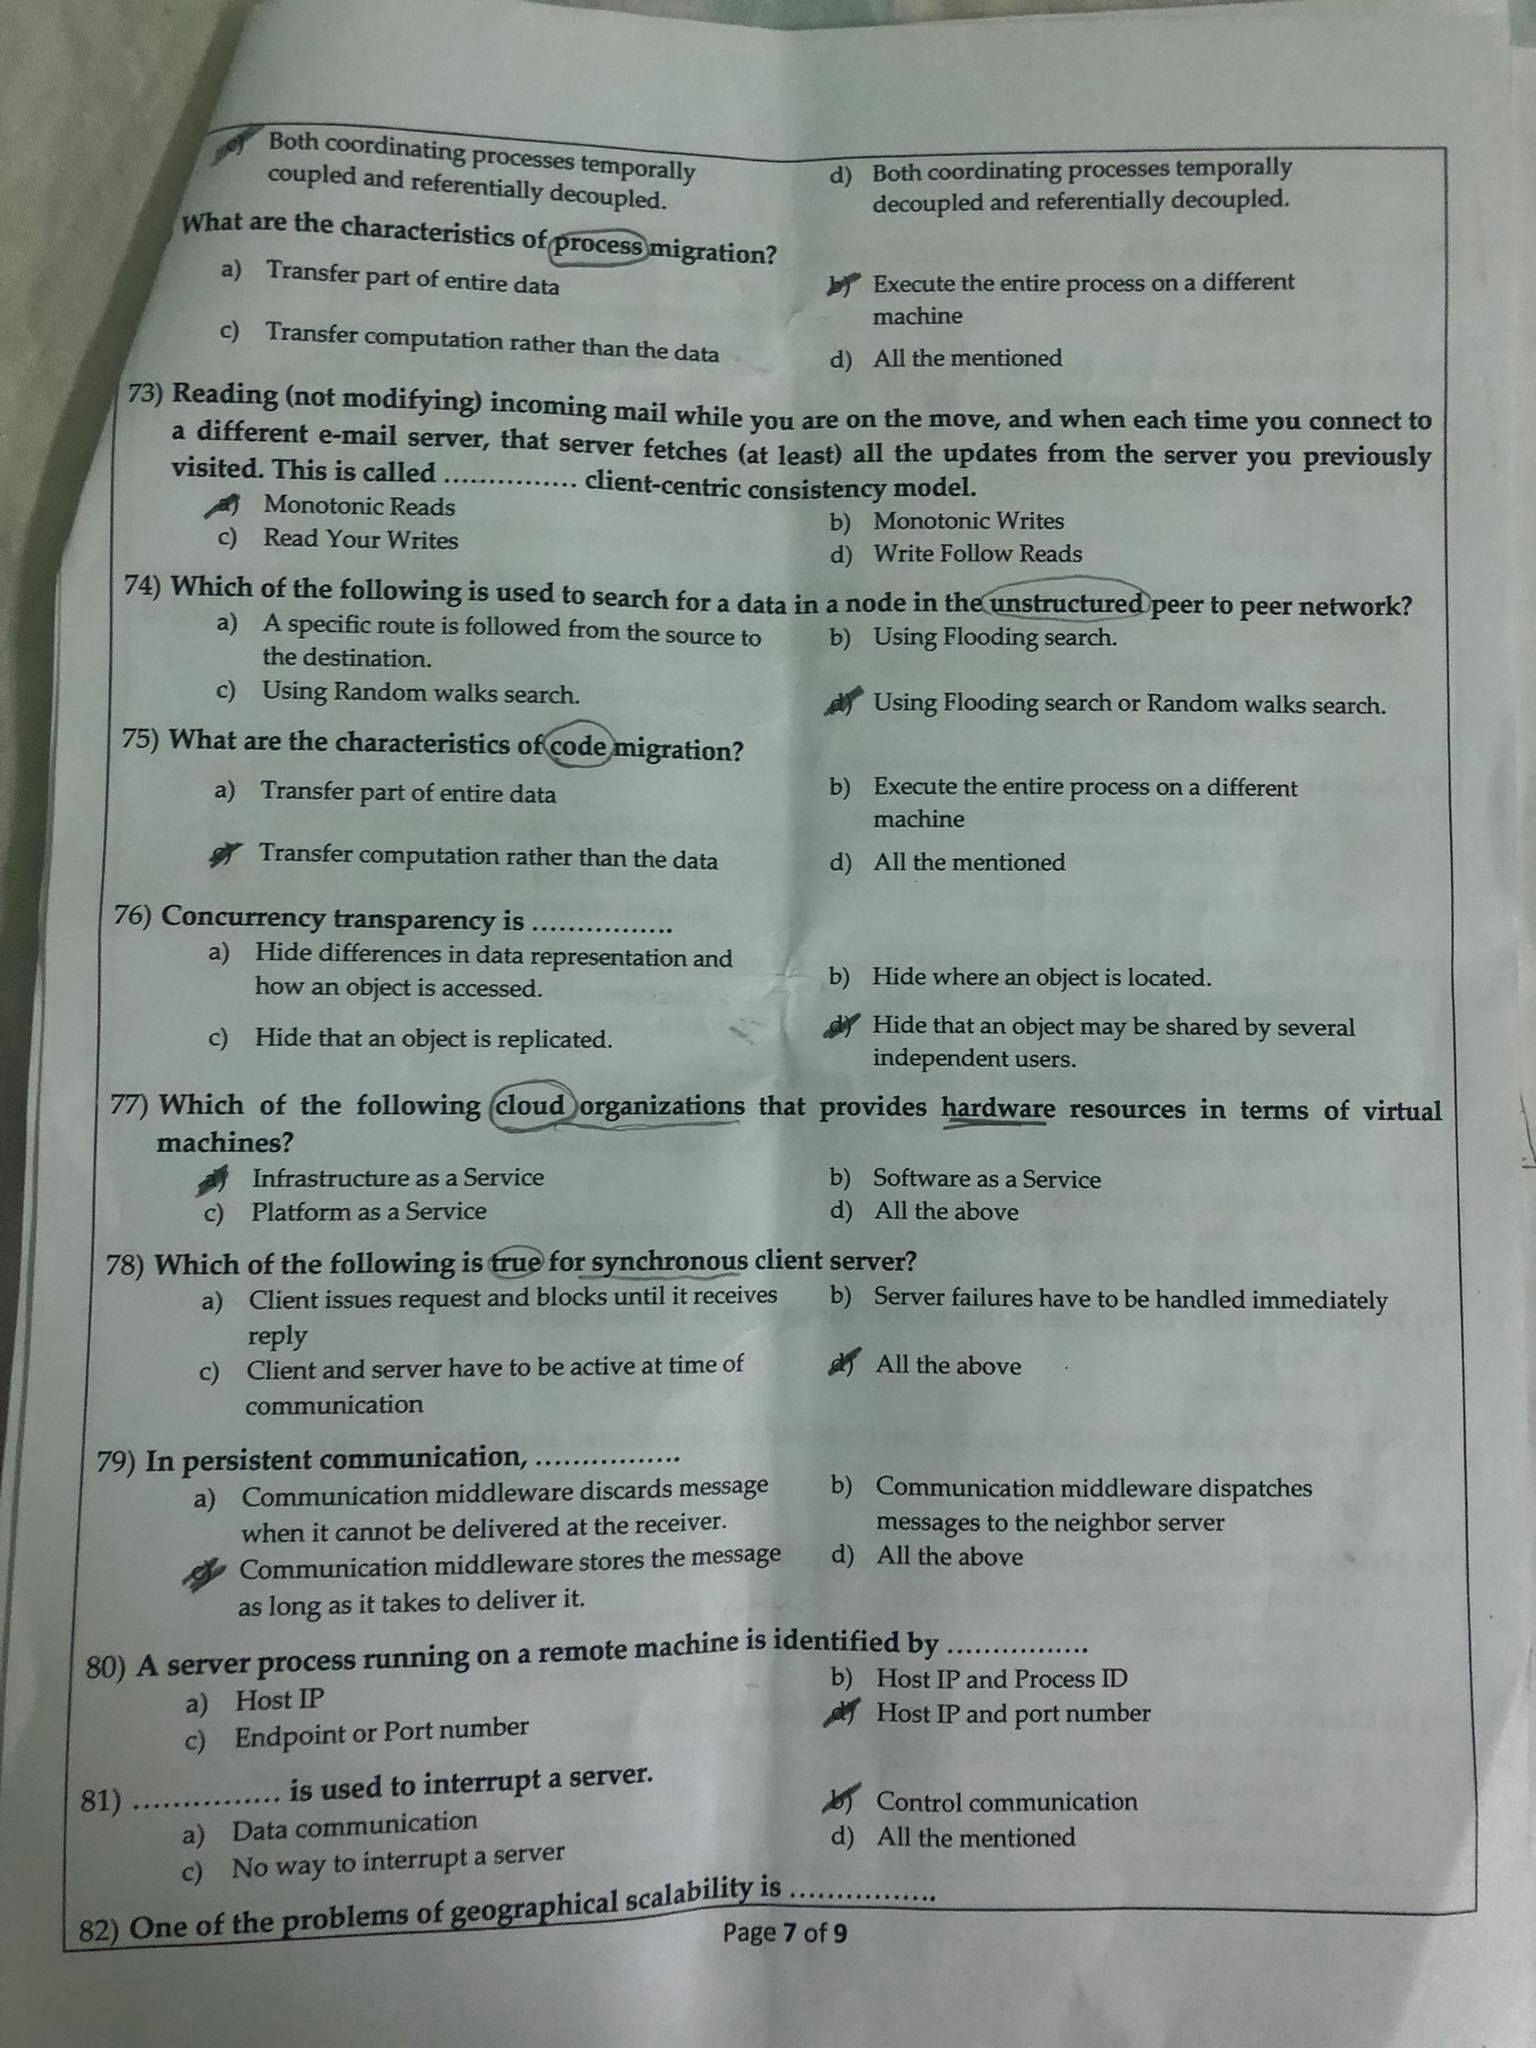 c) Both coordinating processes temporally
coupled and referentially decoupled.
d) Both coordinating processes temporally
decoupled and referentially decoupled.
What are the characteristics of process migration?
a) Transfer part of entire data
b) Execute the entire process on a different
machine
c) Transfer computation rather than the data
d) All the mentioned
73) Reading (not modifying) incoming mail while you are on the move, and when each time you connect to
a different e-mail server, that server fetches (at least) all the updates from the server you previously
visited. This is called ............... client-centric consistency model.
a) Monotonic Reads
b) Monotonic Writes
c) Read Your Writes
d) Write Follow Reads
74) Which of the following is used to search for a data in a node in the unstructured peer to peer network?
a) A specific route is followed from the source to
the destination.
b) Using Flooding search.
c) Using Random walks search.
d) Using Flooding search or Random walks search.
75) What are the characteristics of code migration?
a) Transfer part of entire data
b) Execute the entire process on a different
machine
c) Transfer computation rather than the data
d) All the mentioned
76) Concurrency transparency is ................
a) Hide differences in data representation and
how an object is accessed.
b) Hide where an object is located.
c) Hide that an object is replicated.
d) Hide that an object may be shared by several
independent users.
77) Which of the following cloud organizations that provides hardware resources in terms of virtual
machines?
a) Infrastructure as a Service
b) Software as a Service
c) Platform as a Service
d) All the above
78) Which of the following is true for synchronous client server?
a) Client issues request and blocks until it receives
reply
b) Server failures have to be handled immediately
c) Client and server have to be active at time of
communication
d) All the above
79) In persistent communication, ................
a) Communication middleware discards message
when it cannot be delivered at the receiver.
b) Communication middleware dispatches
messages to the neighbor server
c) Communication middleware stores the message
as long as it takes to deliver it.
d) All the above
80) A server process running on a remote machine is identified by ................
a) Host IP
b) Host IP and Process ID
c) Endpoint or Port number
d) Host IP and port number
81) ................ is used to interrupt a server.
a) Data communication
b) Control communication
c) No way to interrupt a server
d) All the mentioned
82) One of the problems of geographical scalability is ................
Page 7 of 9